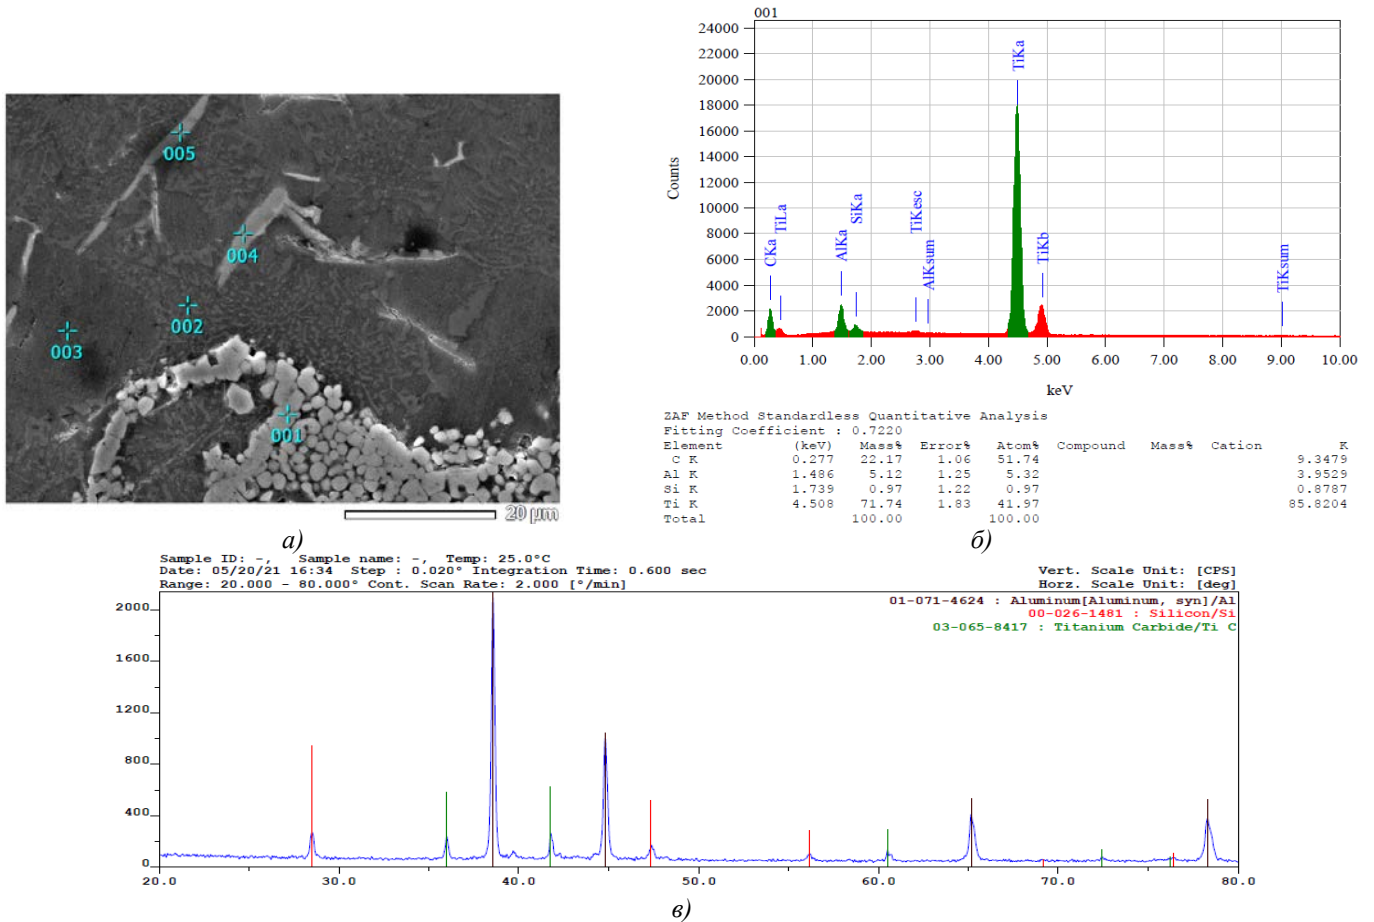 001
24000
22000
20000
18000
16000
14000
12000
10000
8000
6000
4000
2000
0
Counts
CKa
TiLa
AlKa
SiKa
TiKesc
AlKsum
TiKa
TiKb
TiKsum
0.00 1.00 2.00 3.00 4.00 5.00 6.00 7.00 8.00 9.00 10.00
keV
005
004
002
003
001
20 µm
ZAF Method Standardless Quantitative Analysis
Fitting Coefficient : 0.7220
Element (keV) Mass% Error% Atom% Compound Mass% Cation K
C K 0.277 22.17 1.06 51.74 9.3479
Al K 1.486 5.12 1.25 5.32 3.9529
Si K 1.739 0.97 1.22 0.97 0.8787
Ti K 4.508 71.74 1.83 41.97 85.8204
Total 100.00 100.00
а) б)
Sample ID: -, Sample name: -, Temp: 25.0°C
Date: 05/20/21 16:34 Step : 0.020° Integration Time: 0.600 sec
Range: 20.000 - 80.000° Cont. Scan Rate: 2.000 [°/min]
Vert. Scale Unit: [CPS]
Horz. Scale Unit: [deg]
01-071-4624 : Aluminum[Aluminum, syn]/Al
00-026-1481 : Silicon/Si
03-065-8417 : Titanium Carbide/Ti C
2000
1600
1200
800
400
0
20.0 30.0 40.0 50.0 60.0 70.0 80.0
в)